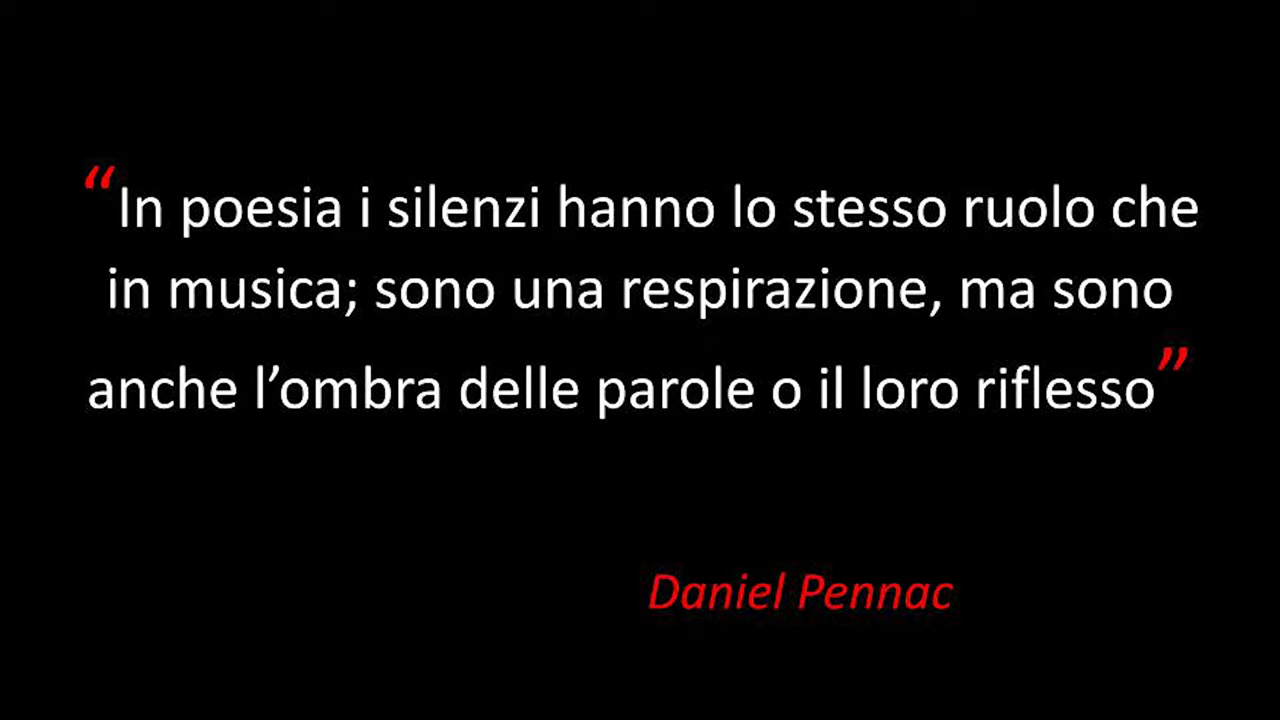 “In poesia i silenzi hanno lo stesso ruolo che
in musica; sono una respirazione, ma sono
anche l’ombra delle parole o il loro riflesso”
Daniel Pennac